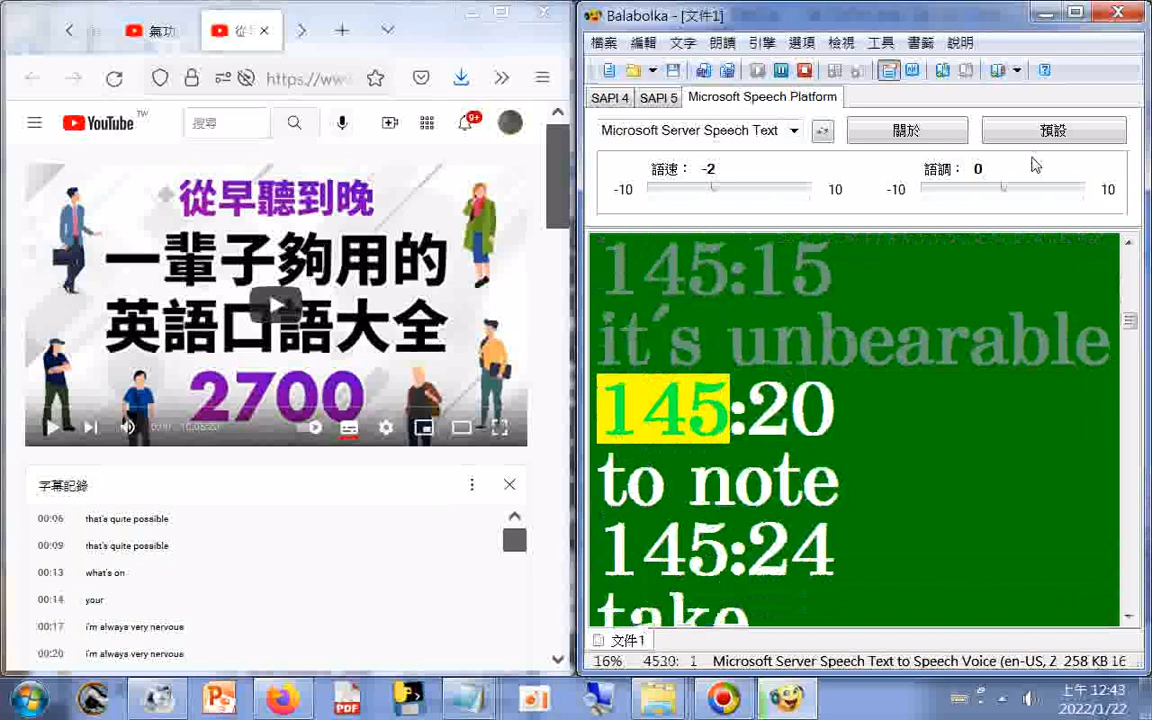 氣功
從
https://www
YouTube TW
搜尋
9+
從早聽到晚
一輩子夠用的
英語口語大全
2700
字幕記錄
00:06 that's quite possible
00:09 that's quite possible
00:13 what's on
00:14 your
00:17 i'm always very nervous
00:20 i'm always very nervous
Balabolka - [文件1]
檔案 編輯 文字 朗讀 引擎 選項 檢視 工具 書籤 說明
SAPI 4 SAPI 5 Microsoft Speech Platform
Microsoft Server Speech Text 關於 預設
語速： -2 語調： 0
-10 10 -10 10
145:15
it's unbearable
145:20
to note
145:24
take
文件1
16% 4530: 1 Microsoft Server Speech Text to Speech Voice (en-US, Z 258 KB 16
PDF
上午 12:43
2022/1/22